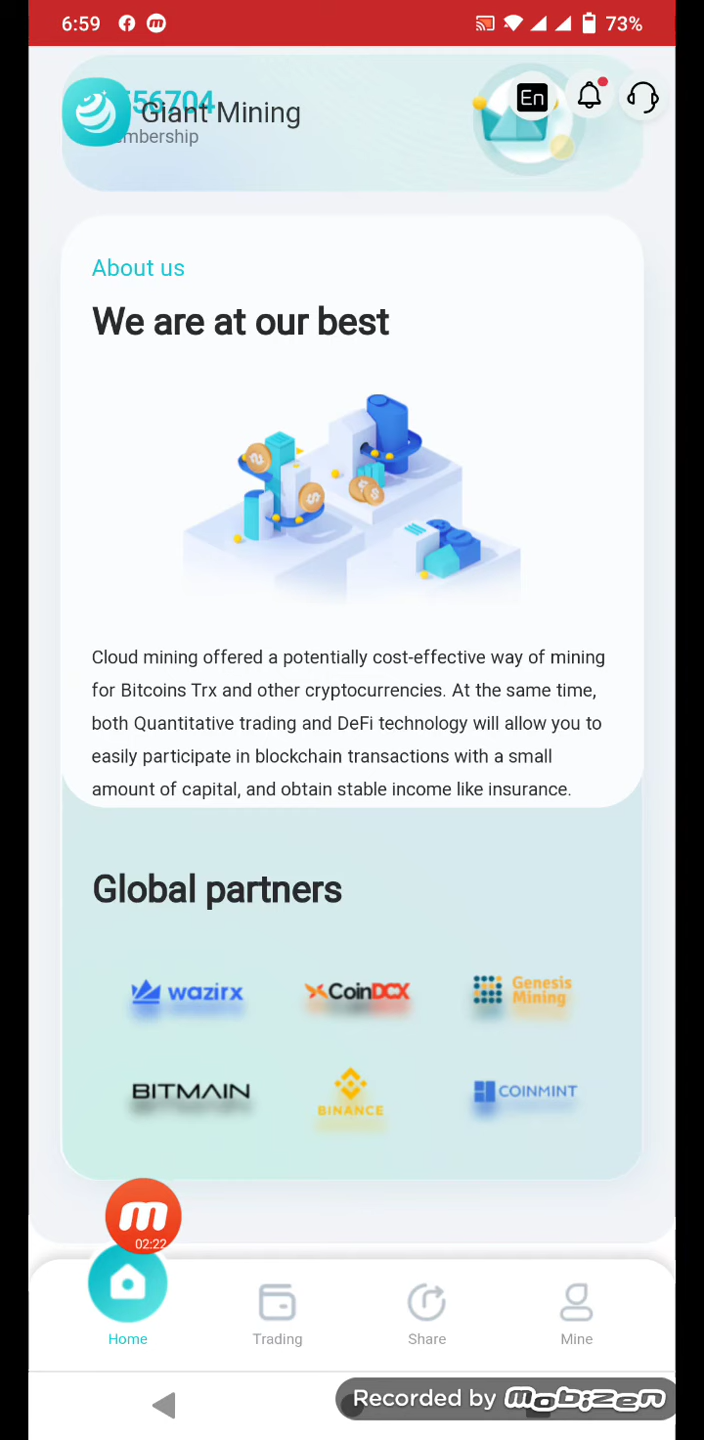 6:59
73%
56704
Giant Mining
En
mbership
About us
We are at our best
Cloud mining offered a potentially cost-effective way of mining
for Bitcoins Trx and other cryptocurrencies. At the same time,
both Quantitative trading and DeFi technology will allow you to
easily participate in blockchain transactions with a small
amount of capital, and obtain stable income like insurance.
Global partners
wazirx
CoinDCX
Genesis
Mining
BITMAIN
BINANCE
COINMINT
m
02:22
Home
Trading
Share
Mine
Recorded by mobizen